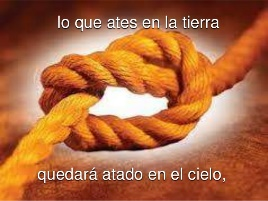 lo que ates en la tierra
quedará atado en el cielo,